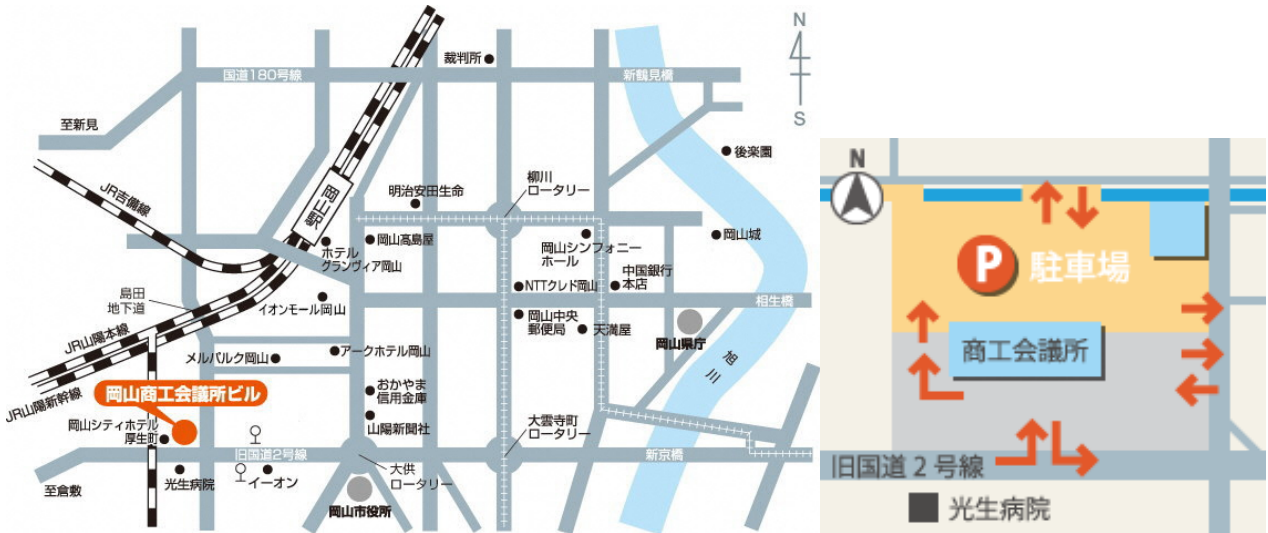 裁判所
国道180号線
新鶴見橋
N
S
至新見
JR吉備線
岡山駅
明治安田生命
柳川
ロータリー
後楽園
岡山高島屋
ホテル
グランヴィア岡山
岡山シンフォニー
ホール
岡山城
中国銀行
本店
NTTクレド岡山
島田
地下道
イオンモール岡山
相生橋
岡山中央
郵便局
天満屋
岡山県庁
JR山陽本線
メルパルク岡山
アークホテル岡山
旭川
JR山陽新幹線
岡山商工会議所ビル
おかやま
信用金庫
岡山シティホテル
厚生町
山陽新聞社
大雲寺町
ロータリー
旧国道2号線
新京橋
至倉敷
光生病院
イーオン
大供
ロータリー
岡山市役所
N
P 駐車場
商工会議所
旧国道2号線
光生病院